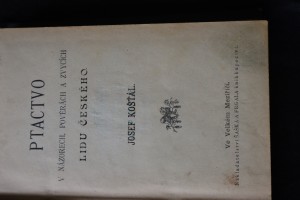 PTACTVO
V NÁZORECH, POVĚRÁCH A ZVYCÍCH
LIDU ČESKÉHO.
JOSEF KOŠŤÁL.
Ve Velkém Meziříčí.